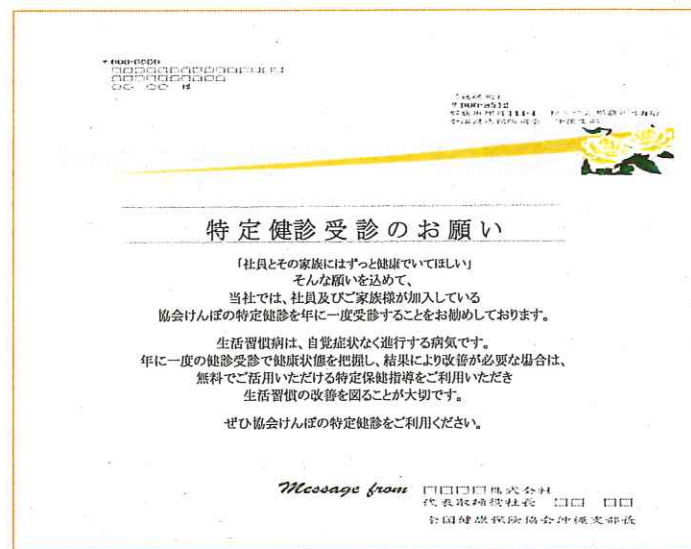 〒000-0000
□□□□□□□□□□□□□□□
□□□□□□□□□□
○○ ○○ 様
〒900-8512
特定健診受診のお願い
「社員とその家族にはずっと健康でいてほしい」
そんな願いを込めて、
当社では、社員及びご家族様が加入している
協会けんぽの特定健診を年に一度受診することをお勧めしております。
生活習慣病は、自覚症状なく進行する病気です。
年に一度の健診受診で健康状態を把握し、結果により改善が必要な場合は、
無料でご活用いただける特定保健指導をご利用いただき
生活習慣の改善を図ることが大切です。
ぜひ協会けんぽの特定健診をご利用ください。
Message from □□□□株式会社
代表取締役社長 □□ □□
全国健康保険協会沖縄支部長